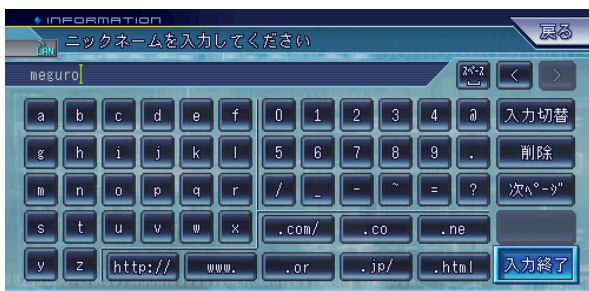 INFORMATION
戻る
LAN ニックネームを入力してください
meguro スペース < >
a b c d e f 0 1 2 3 4 @ 入力切替
g h i j k l 5 6 7 8 9 . 削除
m n o p q r / _ - ~ = ? 次ページ
s t u v w x .com/ .co .ne
y z http:// www. .or .jp/ .html 入力終了